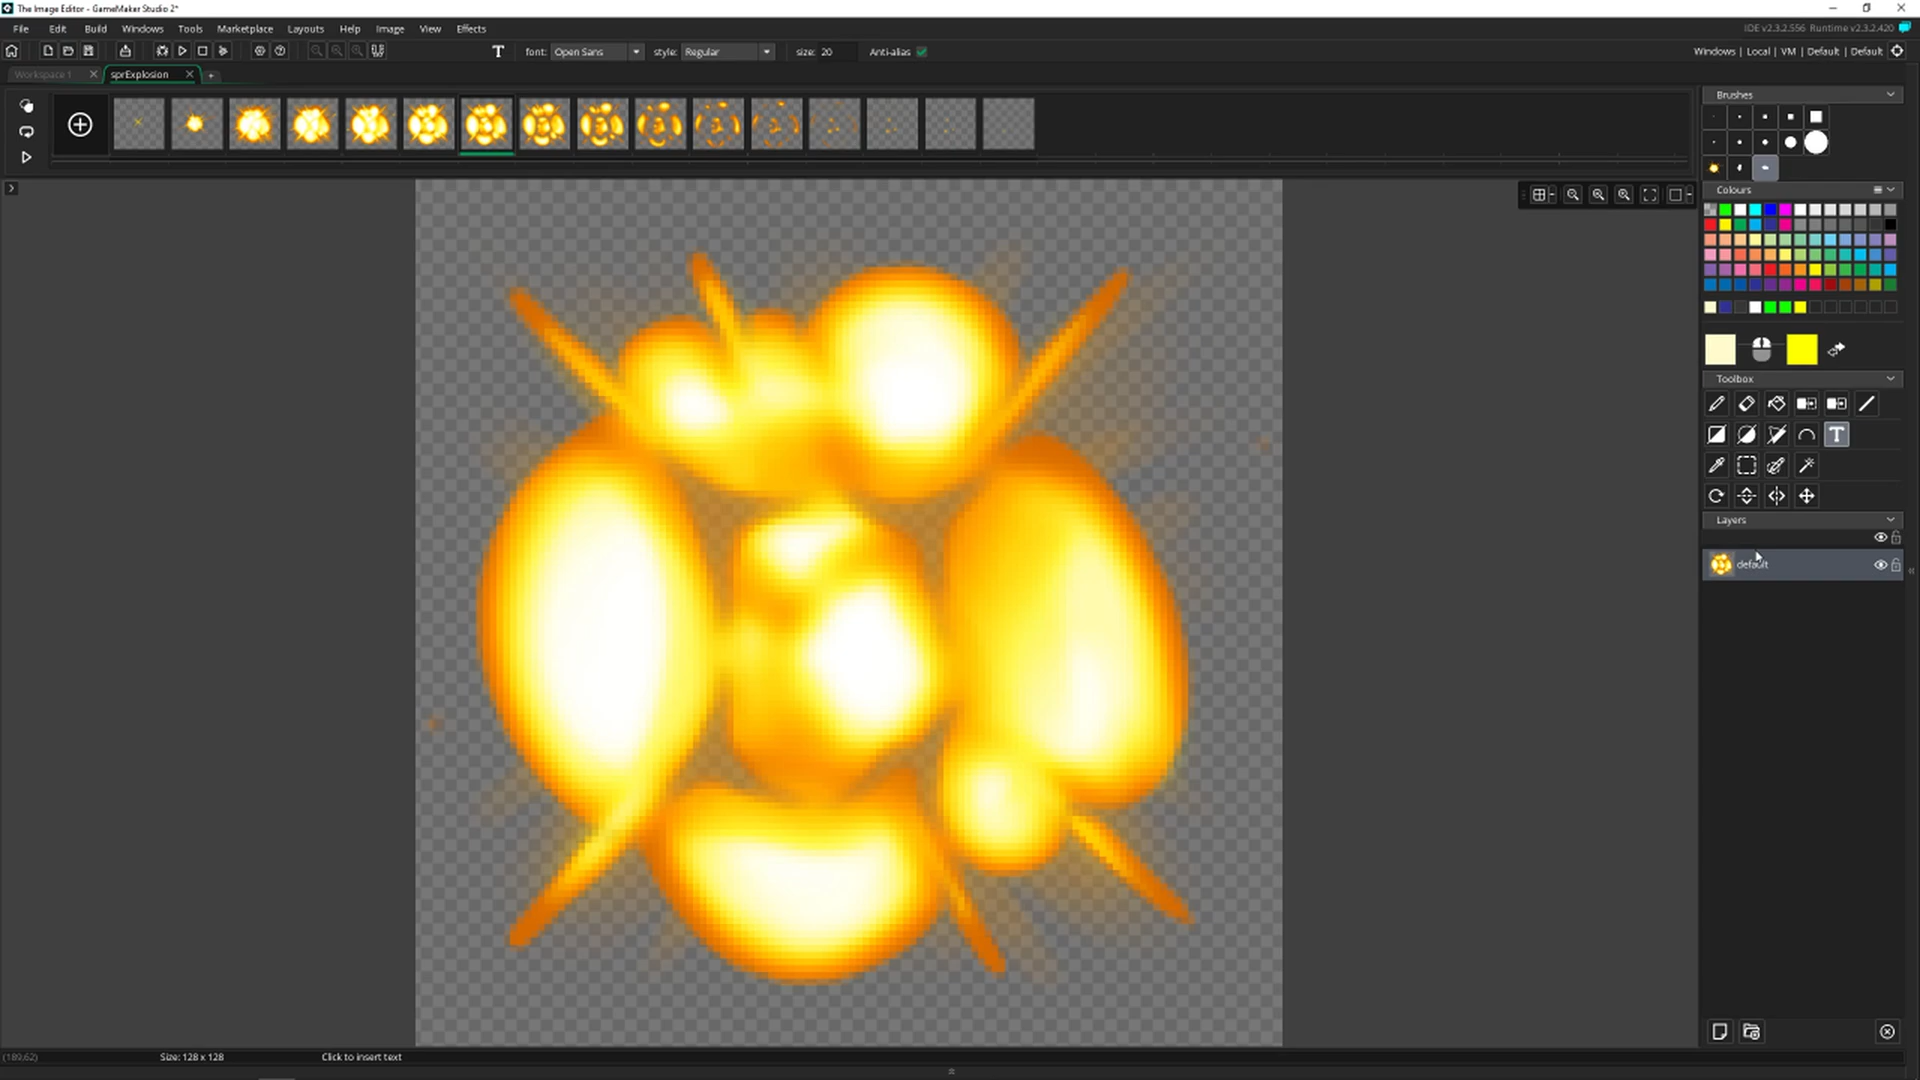 The Image Editor - GameMaker Studio 2*
File Edit Build Windows Tools Marketplace Layouts Help Image View Effects
IDE v2.3.2.556 Runtime v2.3.2.420
T font: Open Sans style: Regular size: 20 Anti-alias
Windows | Local | VM | Default | Default
Workspace 1 sprExplosion +
Brushes
Colours
Toolbox
T
Layers
default
(189,62) Size: 128 x 128 Click to insert text